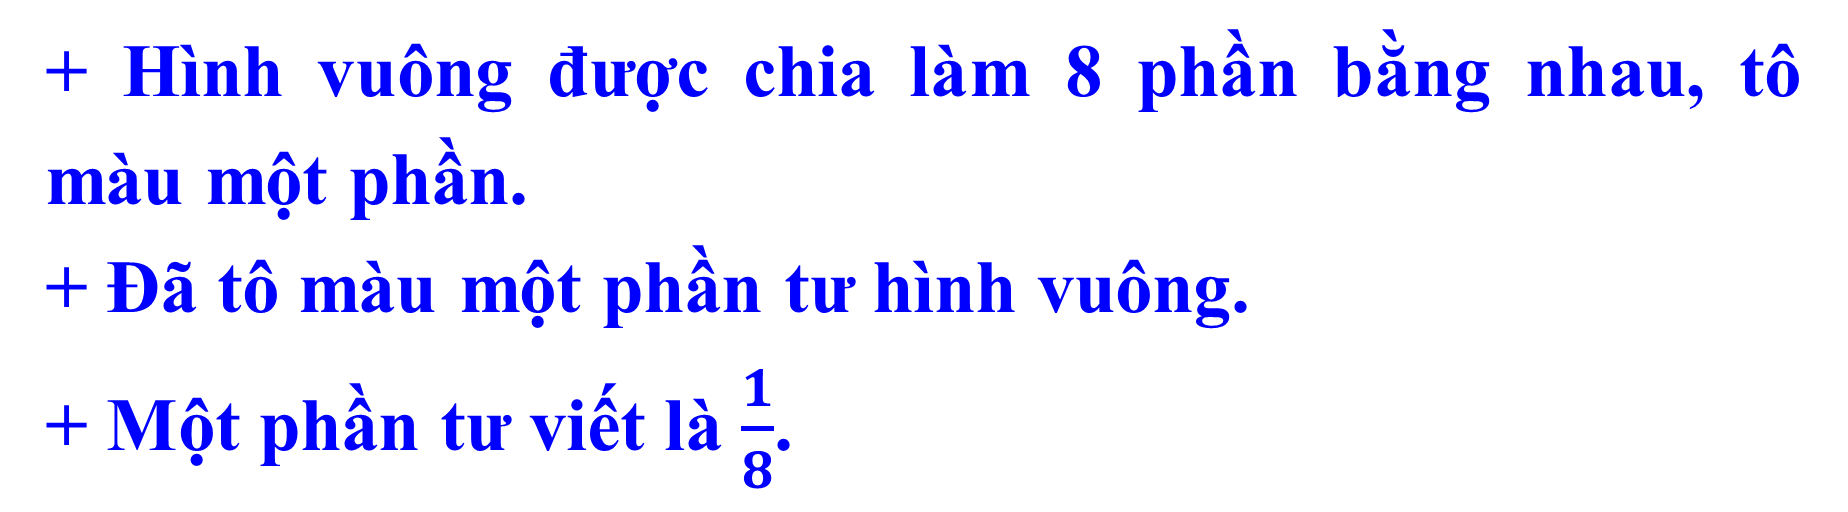 + Hình vuông được chia làm 8 phần bằng nhau, tô
màu một phần.
+ Đã tô màu một phần tư hình vuông.
+ Một phần tư viết là 1/8.